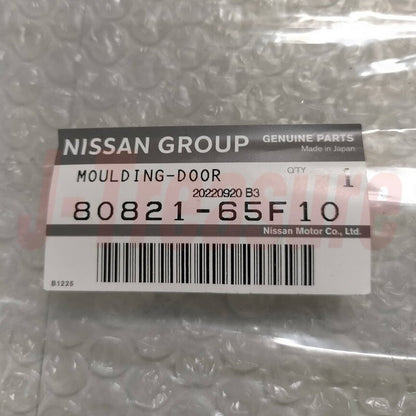 NISSAN GROUP GENUINE PARTS
Made in Japan
MOULDING-DOOR QTY 1
20220920 B3
80821-65F10
Nissan Motor Co., Ltd.
B1225
J-Treasure